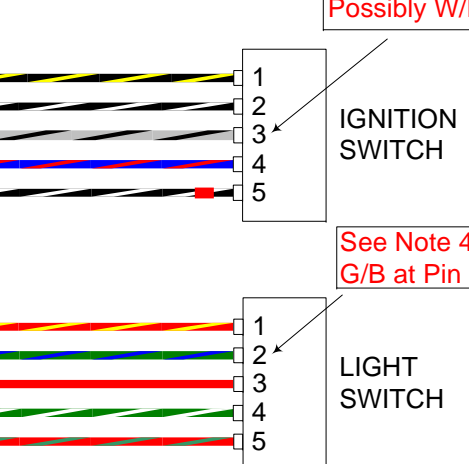 Possibly W/
1
2
3
4
5
IGNITION
SWITCH
See Note 4
G/B at Pin
1
2
3
4
5
LIGHT
SWITCH